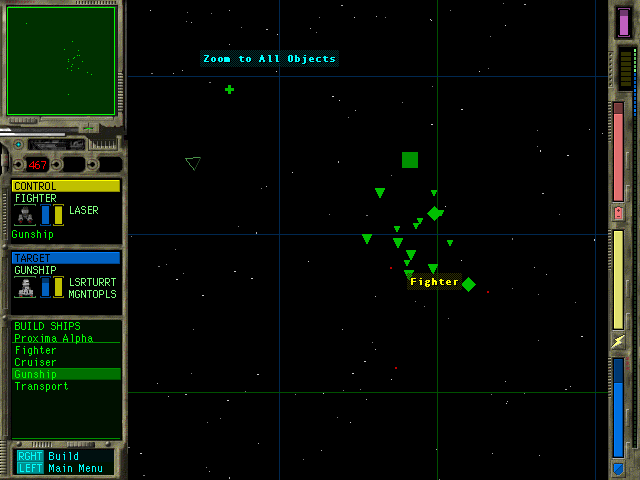 Zoom to All Objects
467
CONTROL
FIGHTER
LASER
Gunship
TARGET
GUNSHIP
LSRTURRT
MGNTOPLS
Fighter
BUILD SHIPS
Proxima Alpha
Fighter
Cruiser
Gunship
Transport
RGHT Build
LEFT Main Menu